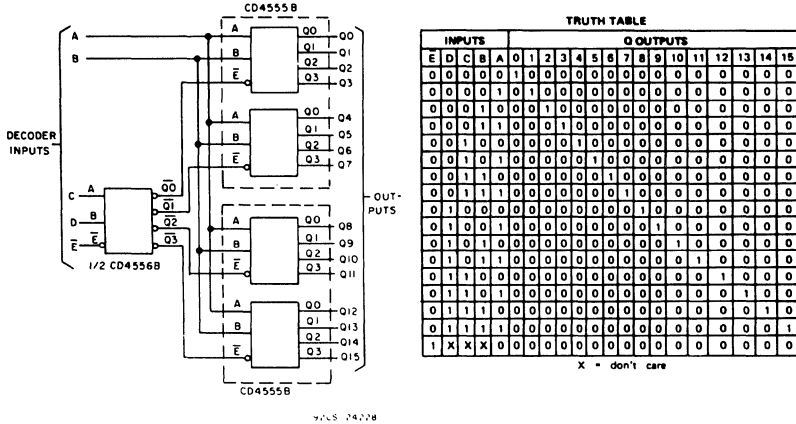 CD4555B
A
B
A
B
E̅
Q0
Q1
Q2
Q3
Q0
Q1
Q2
Q3
A
B
E̅
Q0
Q1
Q2
Q3
Q4
Q5
Q6
Q7
DECODER
INPUTS
C
D
E̅
A
B
E̅
Q̅0̅
Q̅1̅
Q̅2̅
Q̅3̅
1/2 CD4556B
OUT-
PUTS
A
B
E̅
Q0
Q1
Q2
Q3
Q8
Q9
Q10
Q11
A
B
E̅
Q0
Q1
Q2
Q3
Q12
Q13
Q14
Q15
CD4555B
TRUTH TABLE
INPUTS Q OUTPUTS
E̅ D C B A 0 1 2 3 4 5 6 7 8 9 10 11 12 13 14 15
0 0 0 0 0 1 0 0 0 0 0 0 0 0 0 0 0 0 0 0 0
0 0 0 0 1 0 1 0 0 0 0 0 0 0 0 0 0 0 0 0 0
0 0 0 1 0 0 0 1 0 0 0 0 0 0 0 0 0 0 0 0 0
0 0 0 1 1 0 0 0 1 0 0 0 0 0 0 0 0 0 0 0 0
0 0 1 0 0 0 0 0 0 1 0 0 0 0 0 0 0 0 0 0 0
0 0 1 0 1 0 0 0 0 0 1 0 0 0 0 0 0 0 0 0 0
0 0 1 1 0 0 0 0 0 0 0 1 0 0 0 0 0 0 0 0 0
0 0 1 1 1 0 0 0 0 0 0 0 1 0 0 0 0 0 0 0 0
0 1 0 0 0 0 0 0 0 0 0 0 0 1 0 0 0 0 0 0 0
0 1 0 0 1 0 0 0 0 0 0 0 0 0 1 0 0 0 0 0 0
0 1 0 1 0 0 0 0 0 0 0 0 0 0 0 1 0 0 0 0 0
0 1 0 1 1 0 0 0 0 0 0 0 0 0 0 0 1 0 0 0 0
0 1 1 0 0 0 0 0 0 0 0 0 0 0 0 0 0 1 0 0 0
0 1 1 0 1 0 0 0 0 0 0 0 0 0 0 0 0 0 1 0 0
0 1 1 1 0 0 0 0 0 0 0 0 0 0 0 0 0 0 0 1 0
0 1 1 1 1 0 0 0 0 0 0 0 0 0 0 0 0 0 0 0 1
1 X X X 0 0 0 0 0 0 0 0 0 0 0 0 0 0 0 0 0
X = don't care